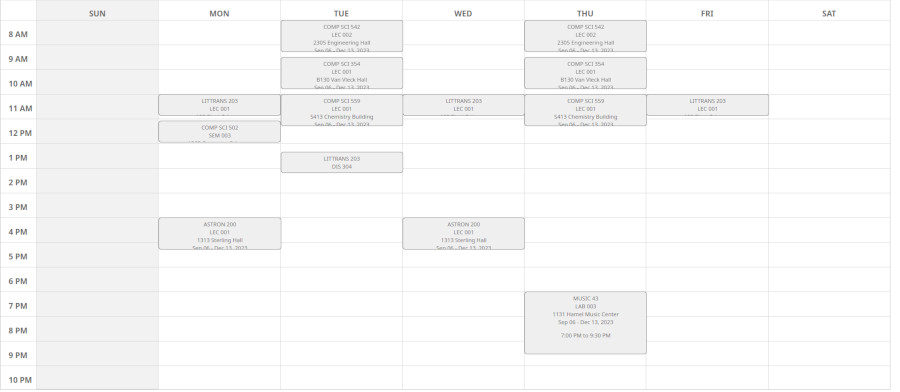 SUN MON TUE WED THU FRI SAT
8 AM
9 AM
10 AM
11 AM
12 PM
1 PM
2 PM
3 PM
4 PM
5 PM
6 PM
7 PM
8 PM
9 PM
10 PM
LITTRANS 203
LEC 001
COMP SCI 502
SEM 003
ASTRON 200
LEC 001
1313 Sterling Hall
Sep 06 - Dec 13, 2023
COMP SCI 542
LEC 002
2305 Engineering Hall
Sep 06 - Dec 13, 2023
COMP SCI 354
LEC 001
B130 Van Vleck Hall
Sep 06 - Dec 13, 2023
COMP SCI 559
LEC 001
S413 Chemistry Building
Sep 06 - Dec 13, 2023
LITTRANS 203
DIS 304
LITTRANS 203
LEC 001
ASTRON 200
LEC 001
1313 Sterling Hall
Sep 06 - Dec 13, 2023
COMP SCI 542
LEC 002
2305 Engineering Hall
Sep 06 - Dec 13, 2023
COMP SCI 354
LEC 001
B130 Van Vleck Hall
Sep 06 - Dec 13, 2023
COMP SCI 559
LEC 001
S413 Chemistry Building
Sep 06 - Dec 13, 2023
MUSIC 43
LAB 003
1131 Hamel Music Center
Sep 06 - Dec 13, 2023
7:00 PM to 9:30 PM
LITTRANS 203
LEC 001